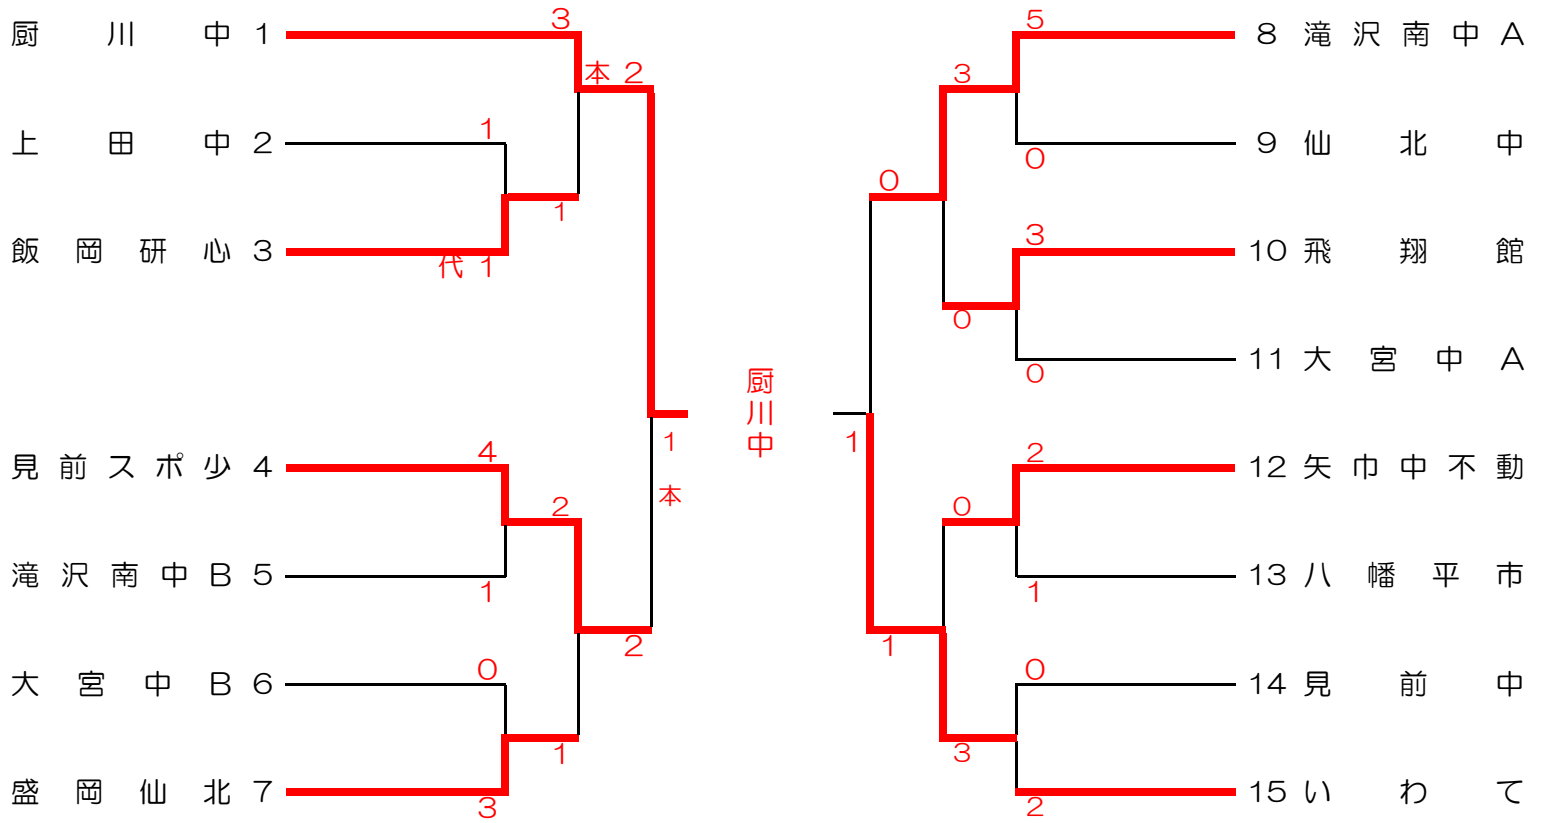 厨川中 1
3
本 2
上田中 2
1
1
飯岡研心 3
代 1
見前スポ少 4
4
2
滝沢南中B 5
1
2
大宮中B 6
0
1
盛岡仙北 7
3
1
本
厨川中
1
5
8 滝沢南中A
3
9 仙北中
0
0
3
10 飛翔館
0
11 大宮中A
0
2
12 矢巾中不動
0
13 八幡平市
1
1
0
14 見前中
3
15 いわて
2